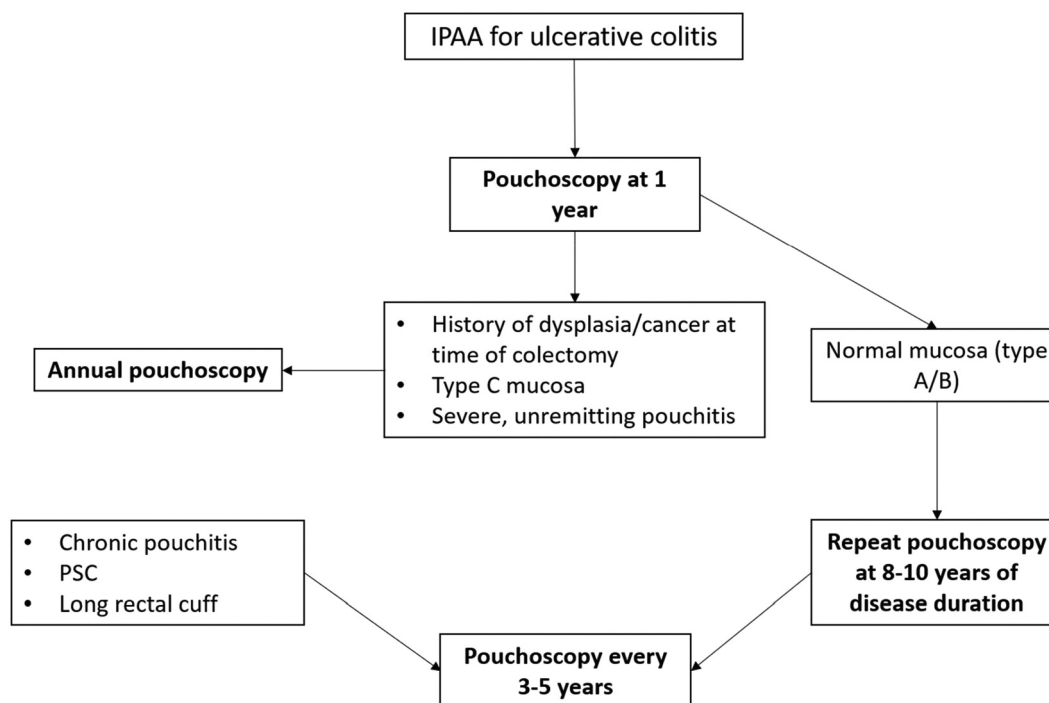 IPAA for ulcerative colitis
Pouchoscopy at 1
year
• History of dysplasia/cancer at
time of colectomy
• Type C mucosa
• Severe, unremitting pouchitis
Annual pouchoscopy
Normal mucosa (type
A/B)
• Chronic pouchitis
• PSC
• Long rectal cuff
Repeat pouchoscopy
at 8-10 years of
disease duration
Pouchoscopy every
3-5 years